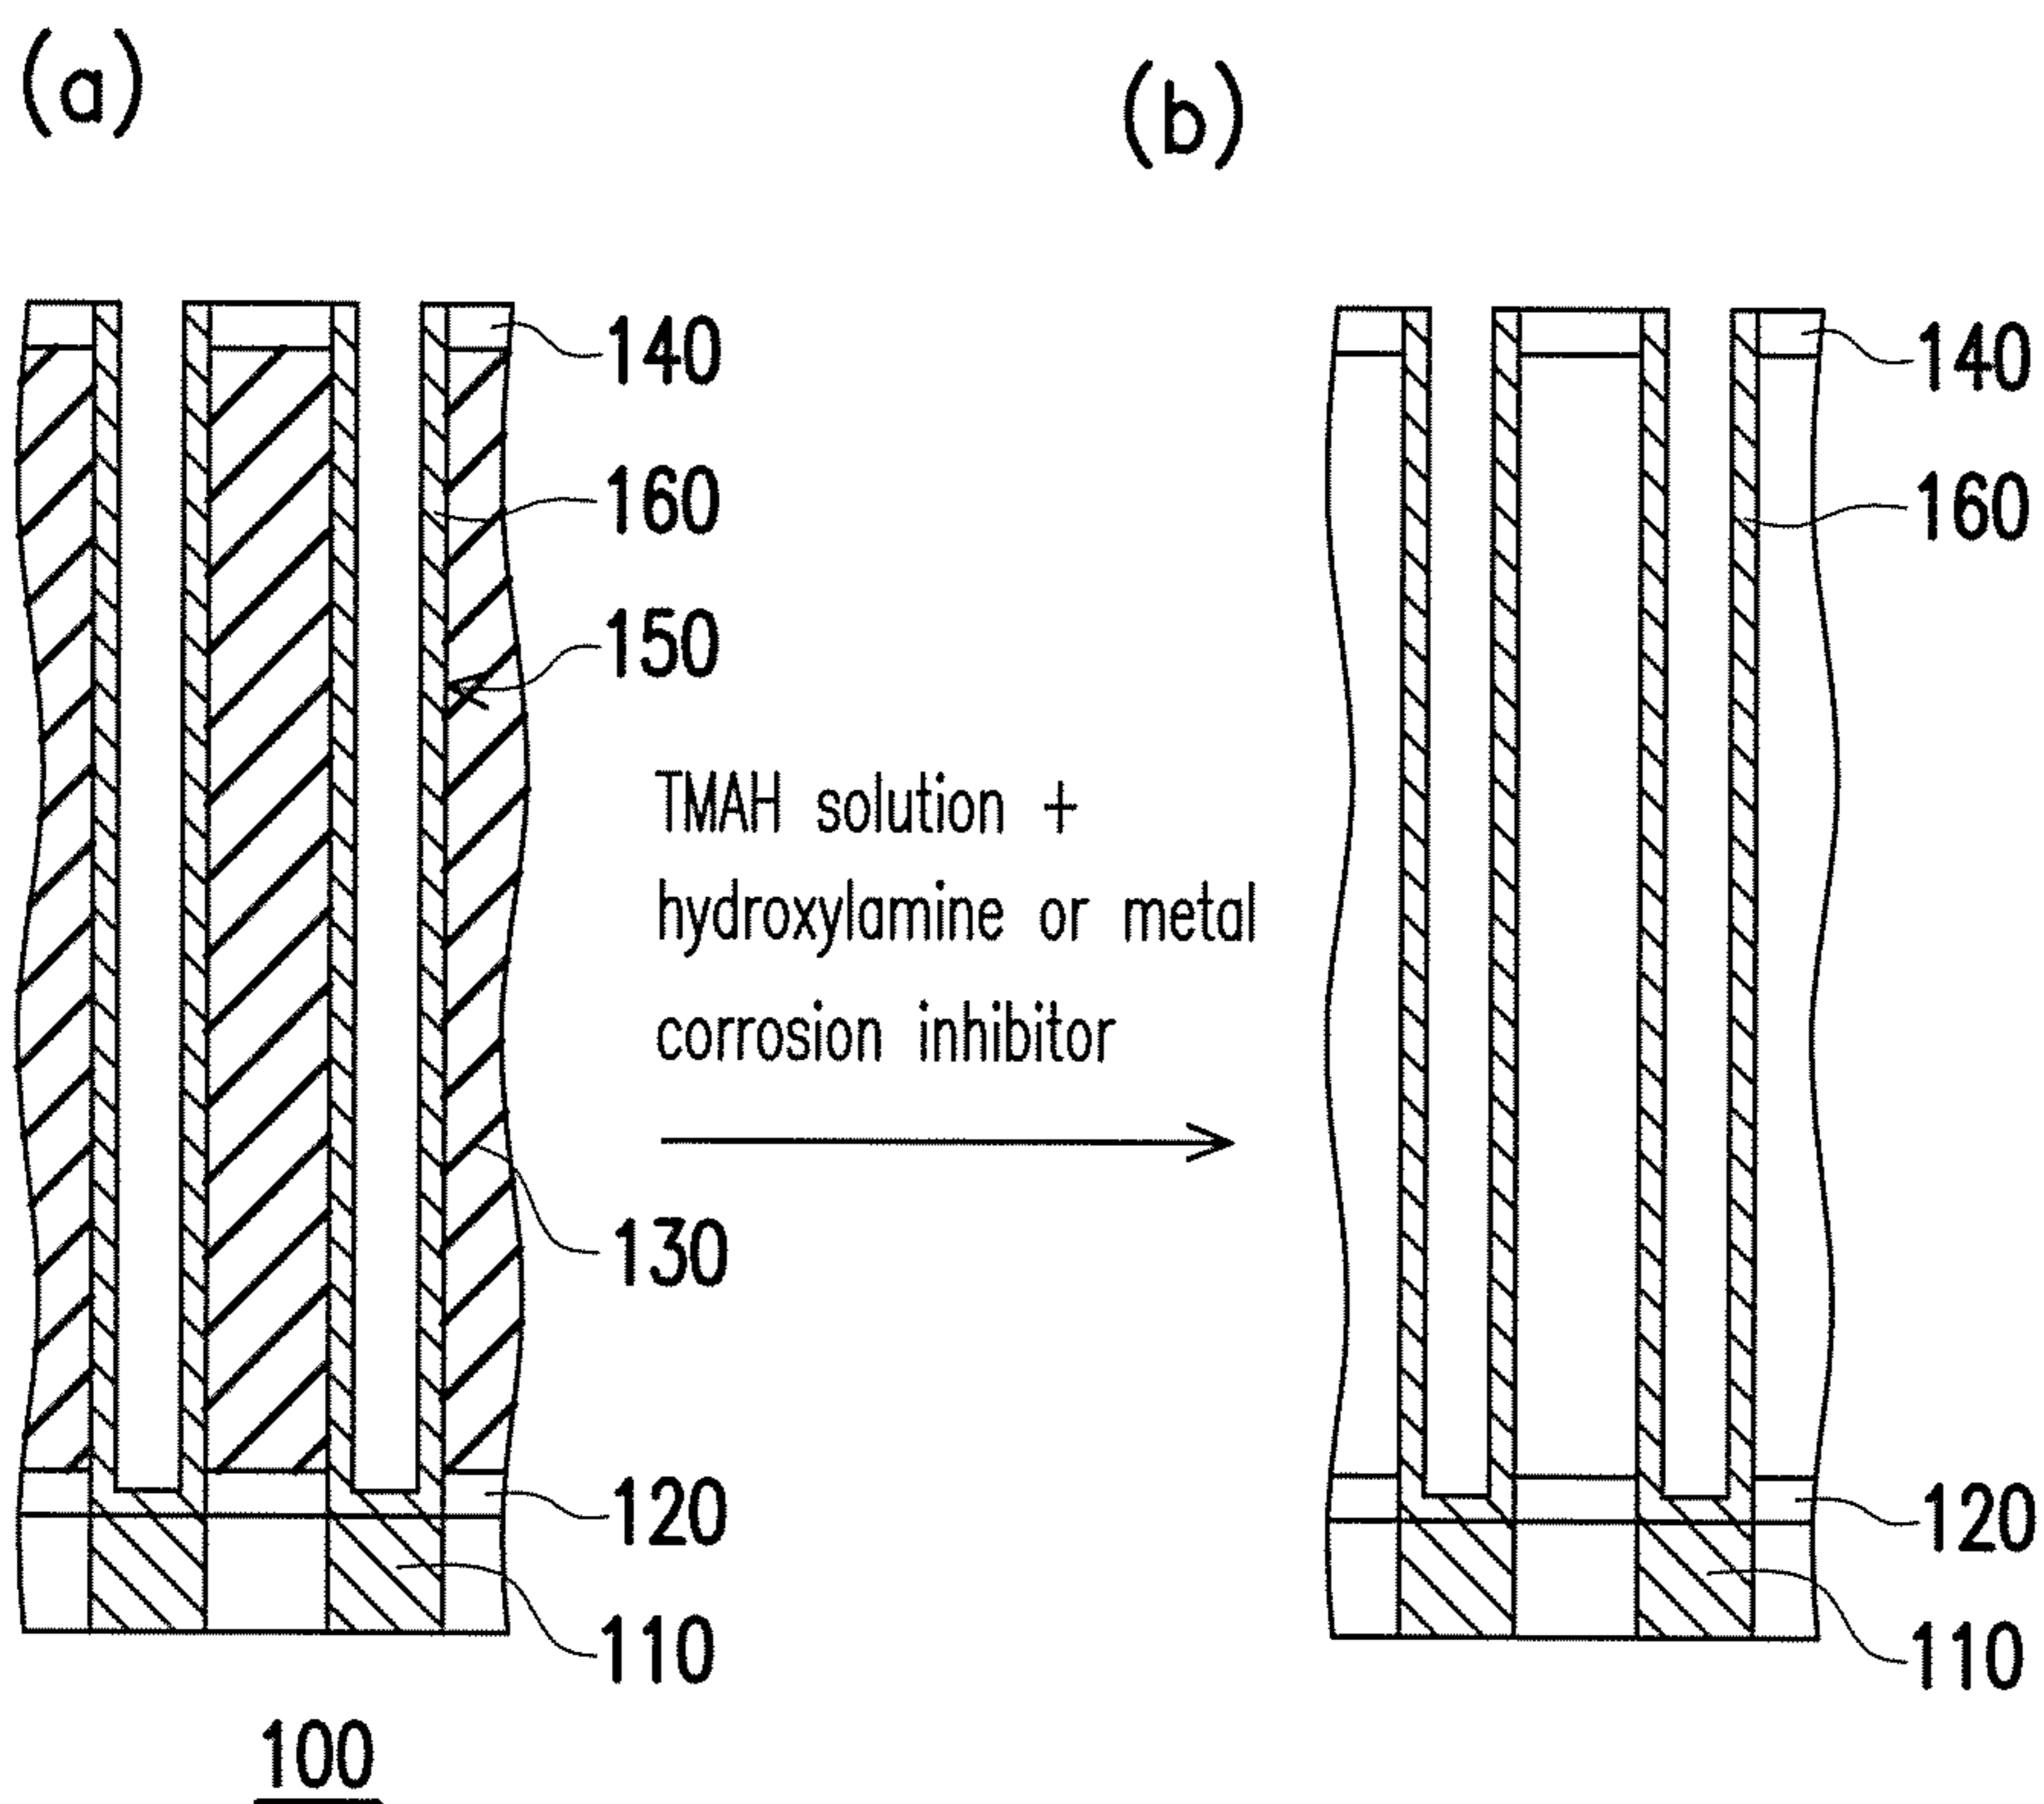 (a)
140
160
150
130
120
110
100
TMAH solution +
hydroxylamine or metal
corrosion inhibitor
(b)
140
160
120
110